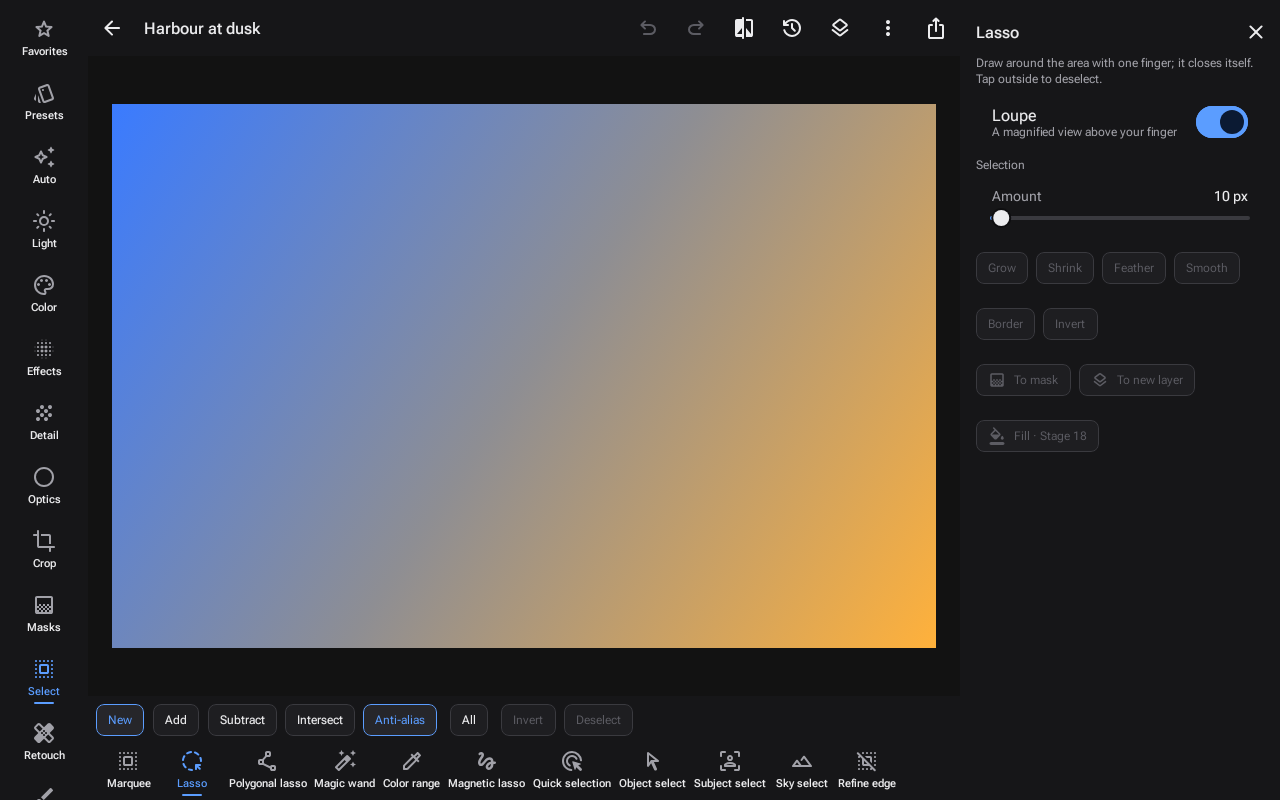 Favorites
Presets
Auto
Light
Color
Effects
Detail
Optics
Crop
Masks
Select
Retouch
Harbour at dusk
New
Add
Subtract
Intersect
Anti-alias
All
Invert
Deselect
Marquee
Lasso
Polygonal lasso
Magic wand
Color range
Magnetic lasso
Quick selection
Object select
Subject select
Sky select
Refine edge
Lasso
Draw around the area with one finger; it closes itself.
Tap outside to deselect.
Loupe
A magnified view above your finger
Selection
Amount 10 px
Grow
Shrink
Feather
Smooth
Border
Invert
To mask
To new layer
Fill · Stage 18